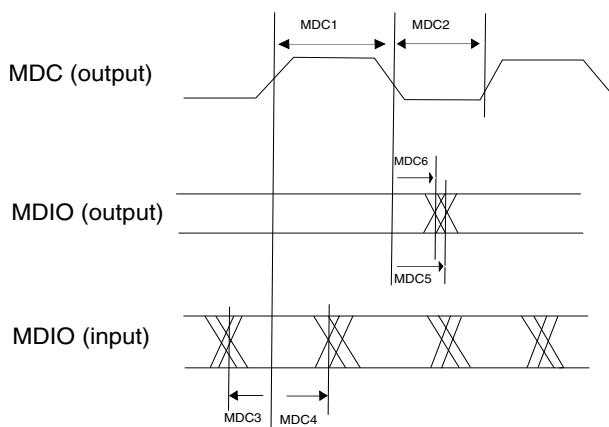 MDC1
MDC2
MDC (output)
MDC6
MDIO (output)
MDC5
MDIO (input)
MDC3
MDC4